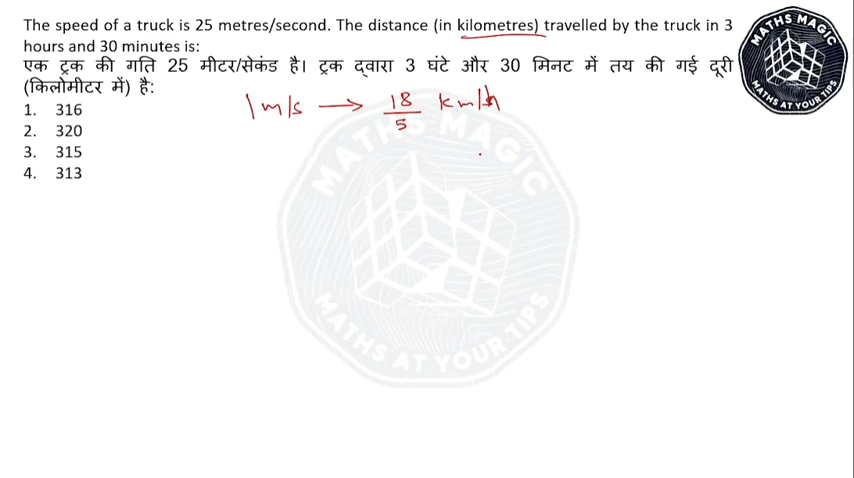 The speed of a truck is 25 metres/second. The distance (in kilometres) travelled by the truck in 3
hours and 30 minutes is:
एक ट्रक की गति 25 मीटर/सेकंड है। ट्रक द्वारा 3 घंटे और 30 मिनट में तय की गई दूरी
(किलोमीटर में) है:
1. 316
2. 320
3. 315
4. 313
1 m/s → 18/5 km/h
MATHS MAGIC
MATHS AT YOUR TIPS
MATHS MAGIC
MATHS AT YOUR TIPS